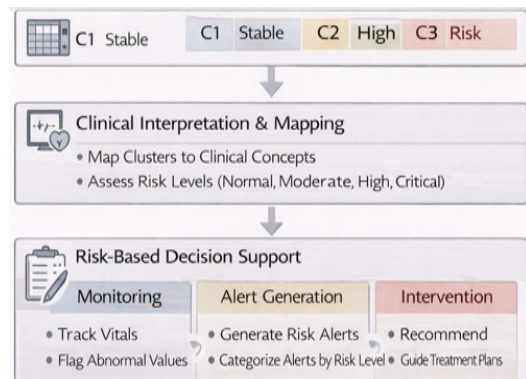 C1 Stable
C1 Stable C2 High C3 Risk
Clinical Interpretation & Mapping
• Map Clusters to Clinical Concepts
• Assess Risk Levels (Normal, Moderate, High, Critical)
Risk-Based Decision Support
Monitoring
• Track Vitals
• Flag Abnormal Values
Alert Generation
• Generate Risk Alerts
• Categorize Alerts by Risk Level
Intervention
• Recommend
• Guide Treatment Plans